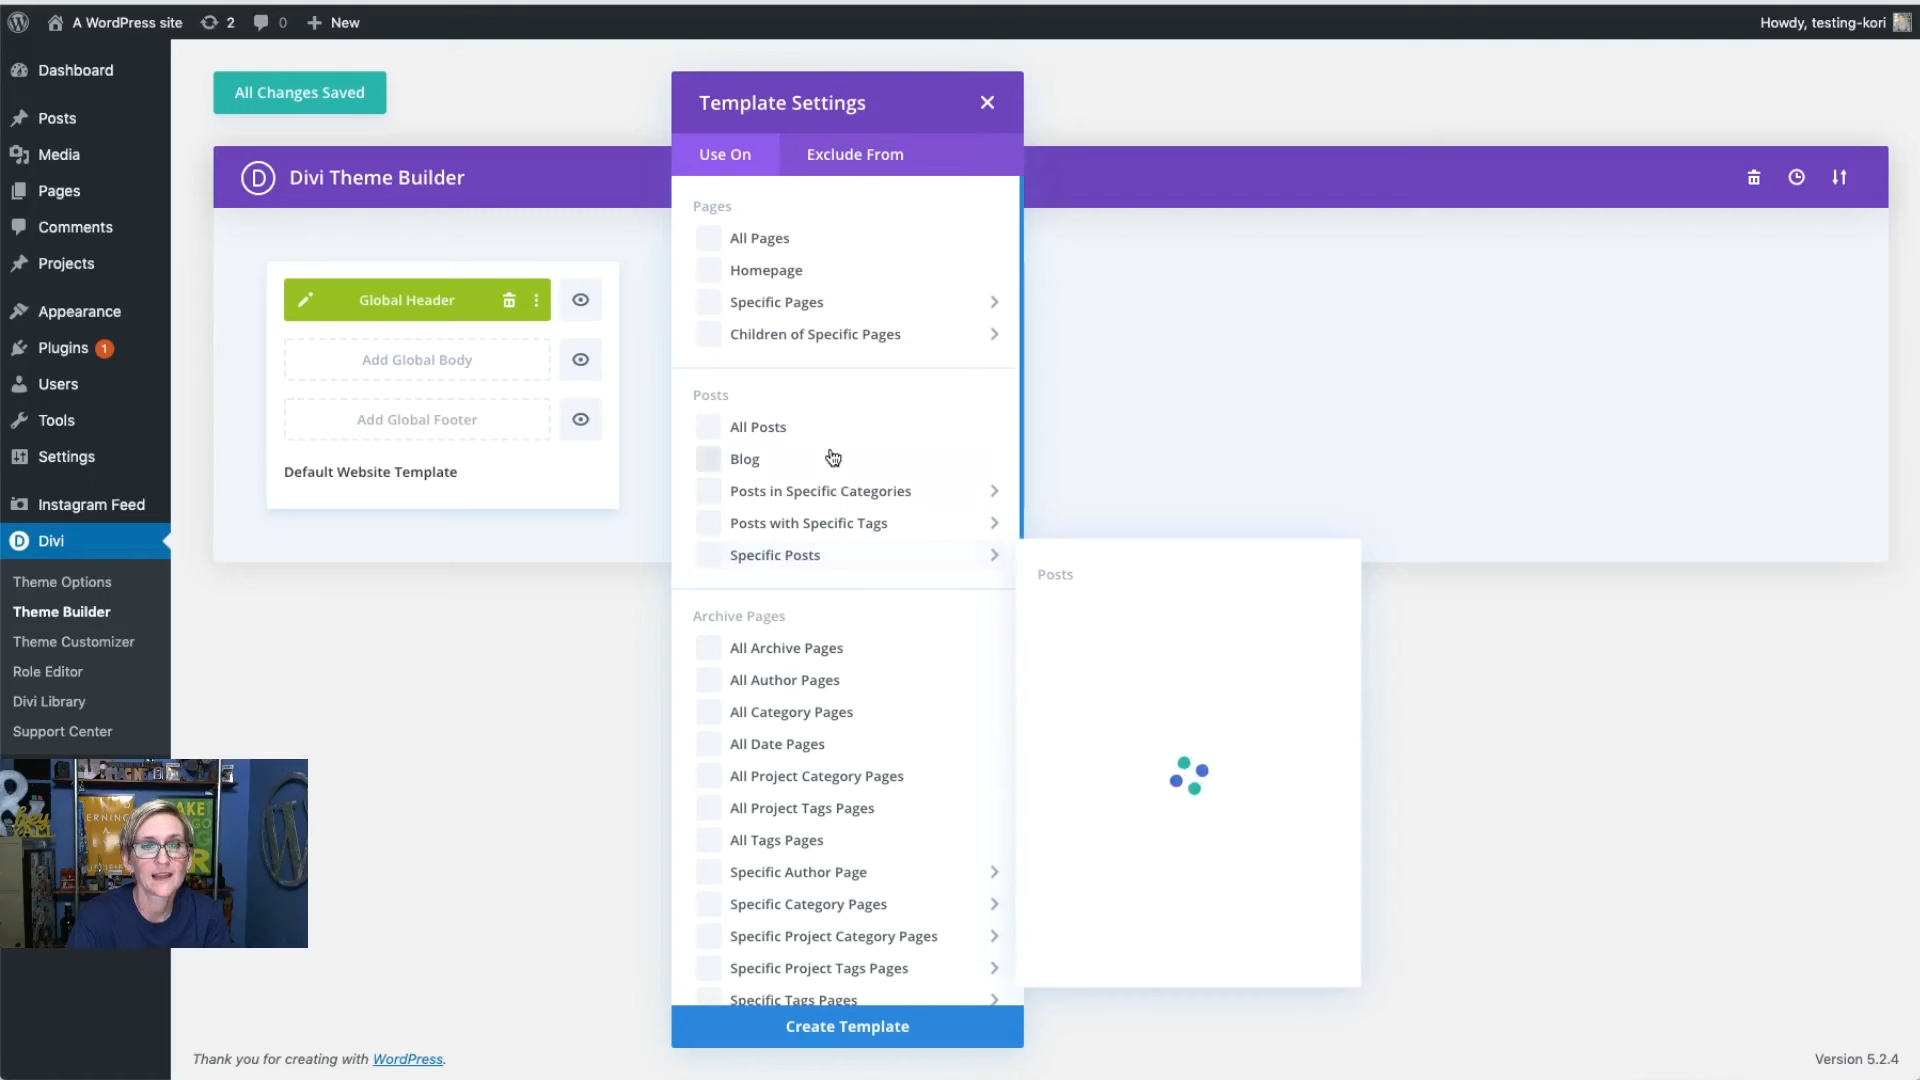 A WordPress site
2
0
New
Howdy, testing-kori
Dashboard
Posts
Media
Pages
Comments
Projects
Appearance
Plugins 1
Users
Tools
Settings
Instagram Feed
Divi
Theme Options
Theme Builder
Theme Customizer
Role Editor
Divi Library
Support Center
All Changes Saved
D Divi Theme Builder
Global Header
Add Global Body
Add Global Footer
Default Website Template
Template Settings
Use On
Exclude From
Pages
All Pages
Homepage
Specific Pages
Children of Specific Pages
Posts
All Posts
Blog
Posts in Specific Categories
Posts with Specific Tags
Specific Posts
Archive Pages
All Archive Pages
All Author Pages
All Category Pages
All Date Pages
All Project Category Pages
All Project Tags Pages
All Tags Pages
Specific Author Page
Specific Category Pages
Specific Project Category Pages
Specific Project Tags Pages
Specific Tags Pages
Create Template
Posts
Thank you for creating with WordPress.
Version 5.2.4